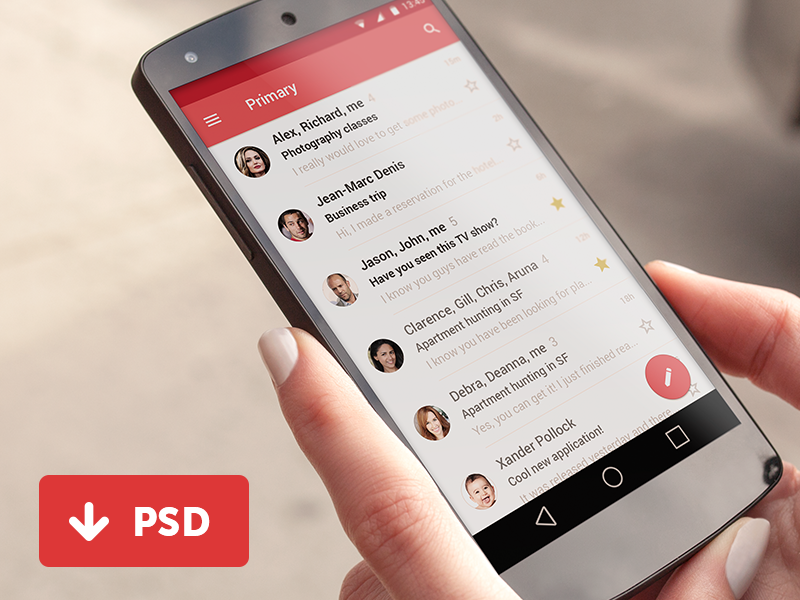 13:45
Primary
Alex, Richard, me 4
15m
Photography classes
I really would love to get some photo...
Jean-Marc Denis
2h
Business trip
Hi, I made a reservation for the hotel
Jason, John, me 5
6h
Have you seen this TV show?
I know you guys have read the book...
Clarence, Gill, Chris, Aruna 4
12h
Apartment hunting in SF
I know you have been looking for pla...
Debra, Deanna, me 3
18h
Apartment hunting in SF
Yes, you can get it! I just finished rea...
Xander Pollock
Cool new application!
It was released yesterday and there
PSD